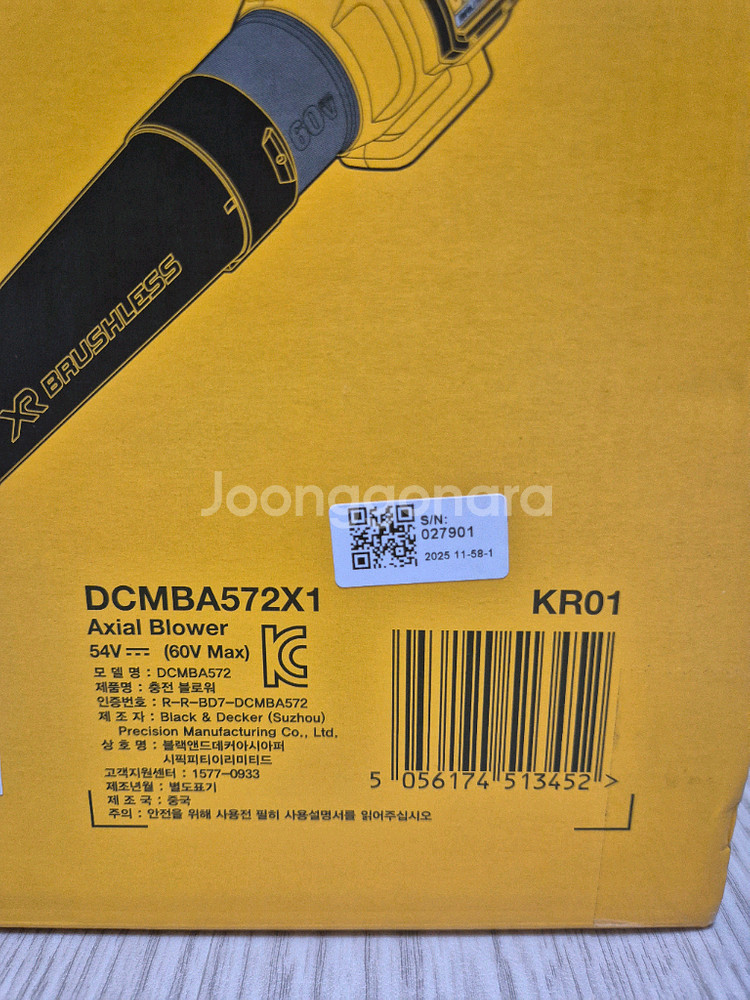 60V
XR BRUSHLESS
Joonggonara
S/N:
027901
2025 11-58-1
DCMBA572X1
KR01
Axial Blower
54V (60V Max)
모 델 명 : DCMBA572
제품명 : 충전 블로워
인증번호 : R-R-BD7-DCMBA572
제 조 자 : Black & Decker (Suzhou)
Precision Manufacturing Co., Ltd,
상 호 명 : 블랙앤드데커아시아퍼
시픽피티이리미티드
고객지원센터 : 1577-0933
제조년월 : 별도표기
제 조 국 : 중국
주의 : 안전을 위해 사용전 필히 사용설명서를 읽어주십시오
5 056174 513452 >